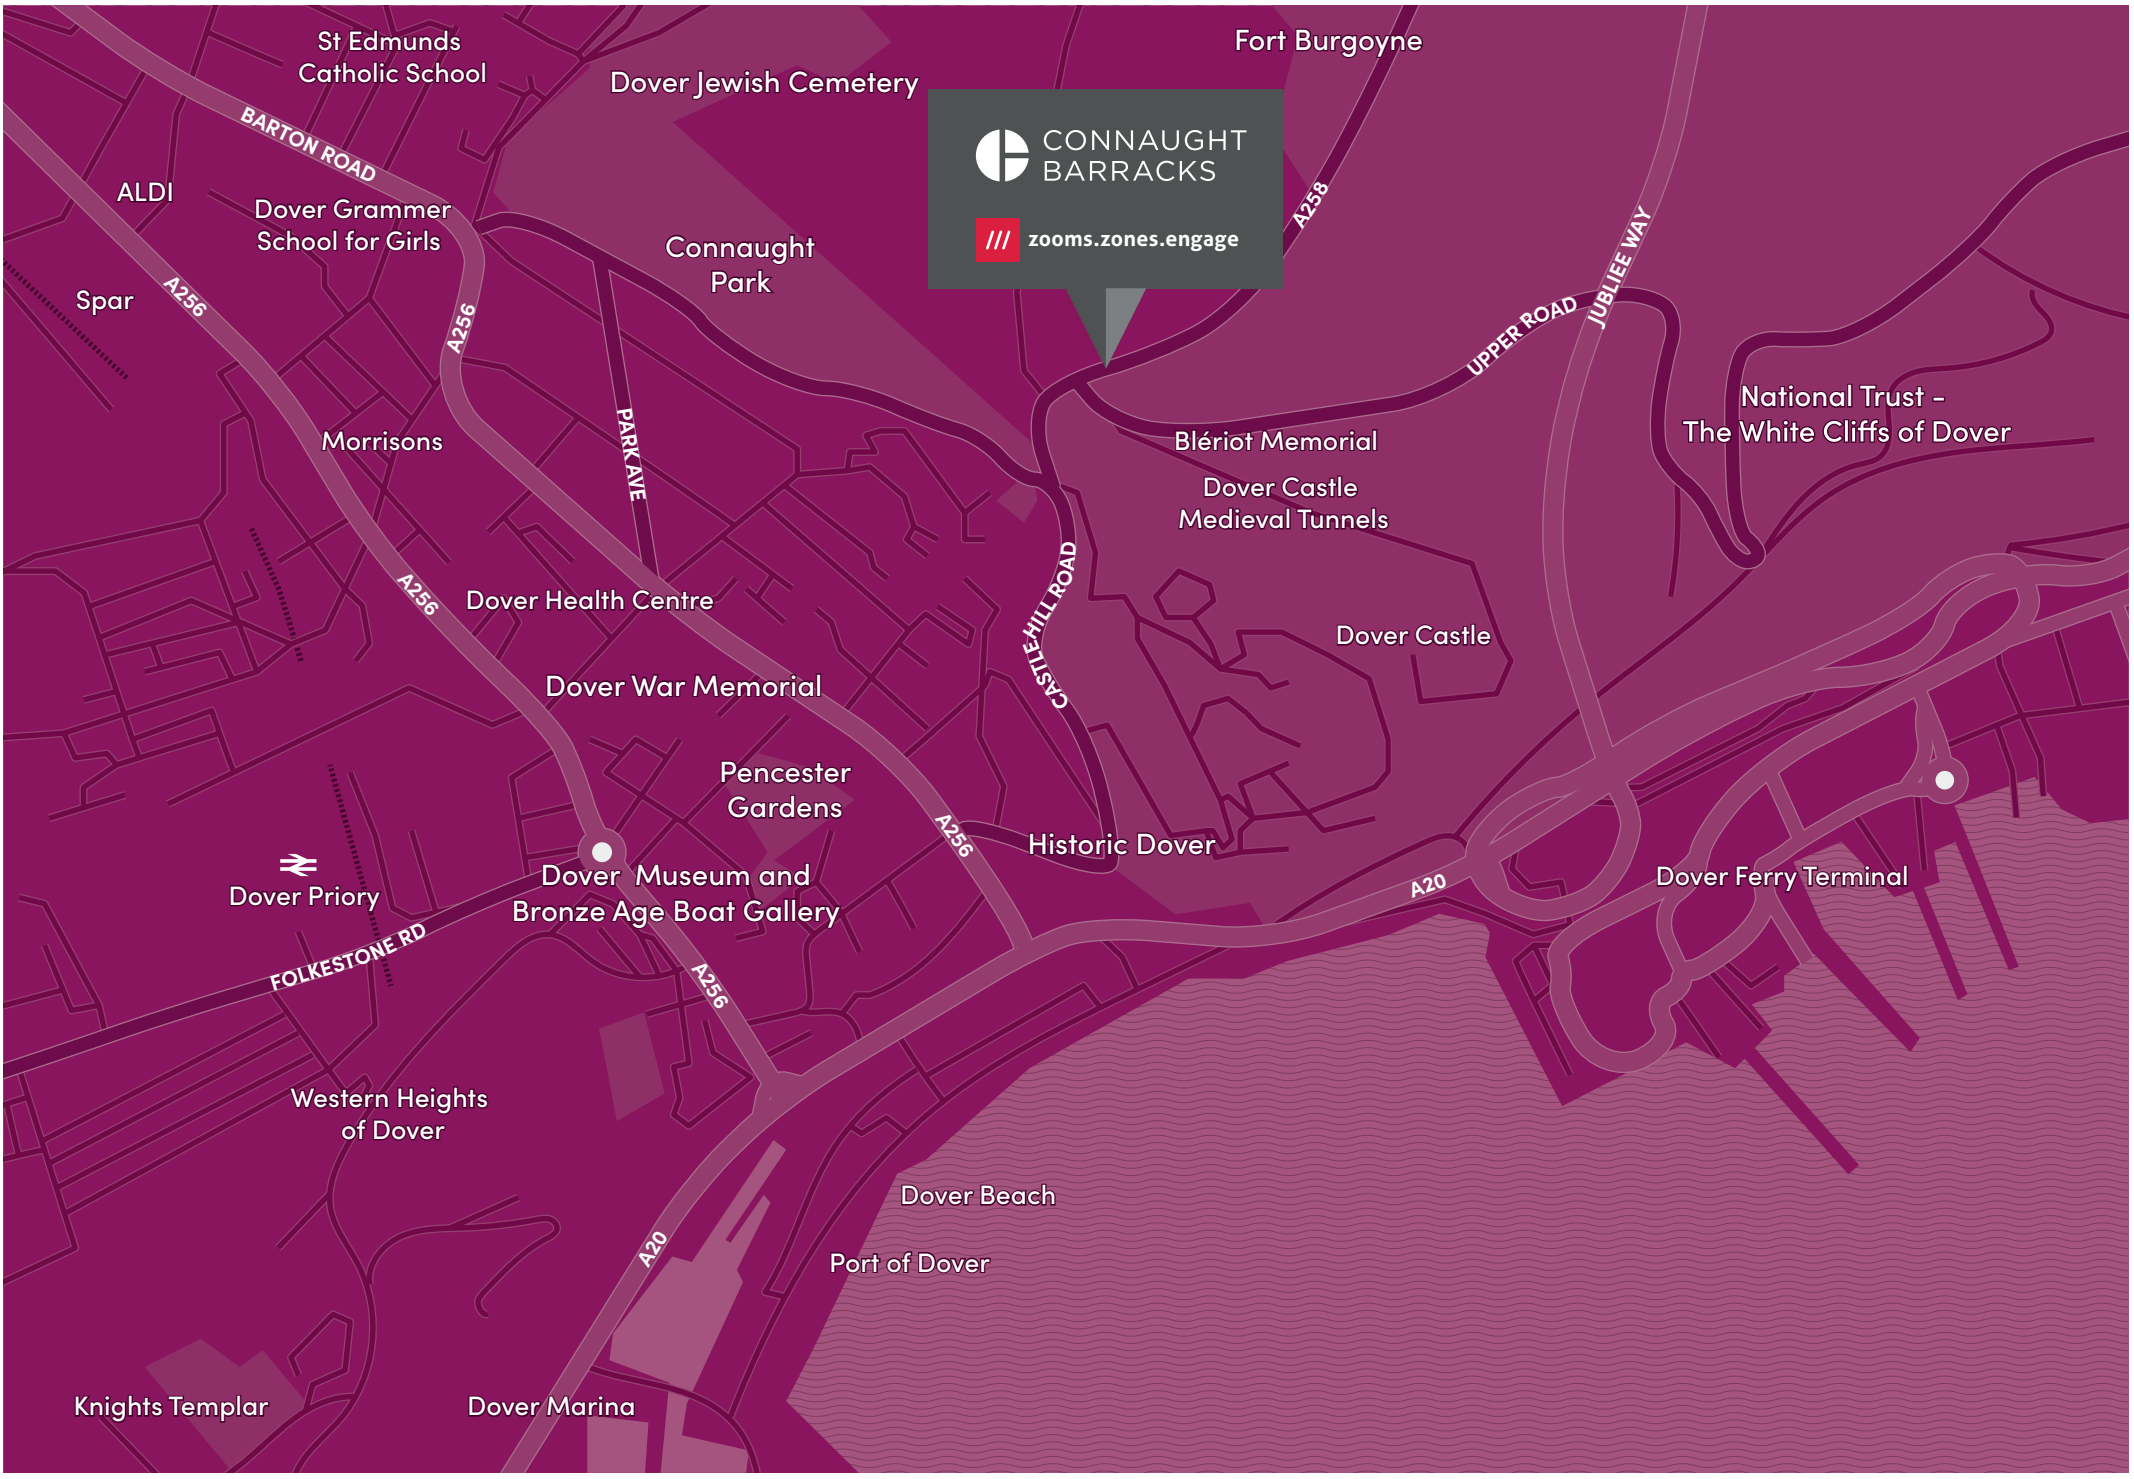 St Edmunds
Catholic School
Fort Burgoyne
Dover Jewish Cemetery
BARTON ROAD
CONNAUGHT
BARRACKS
/// zooms.zones.engage
A258
ALDI
Dover Grammer
School for Girls
Connaught
Park
JUBLIEE WAY
Spar
A256
A256
UPPER ROAD
National Trust -
The White Cliffs of Dover
Morrisons
PARK AVE
Blériot Memorial
Dover Castle
Medieval Tunnels
A256
Dover Health Centre
CASTLE HILL ROAD
Dover Castle
Dover War Memorial
Pencester
Gardens
A256
Historic Dover
Dover Priory
Dover Museum and
Bronze Age Boat Gallery
A20
Dover Ferry Terminal
FOLKESTONE RD
A256
Western Heights
of Dover
Dover Beach
A20
Port of Dover
Knights Templar
Dover Marina